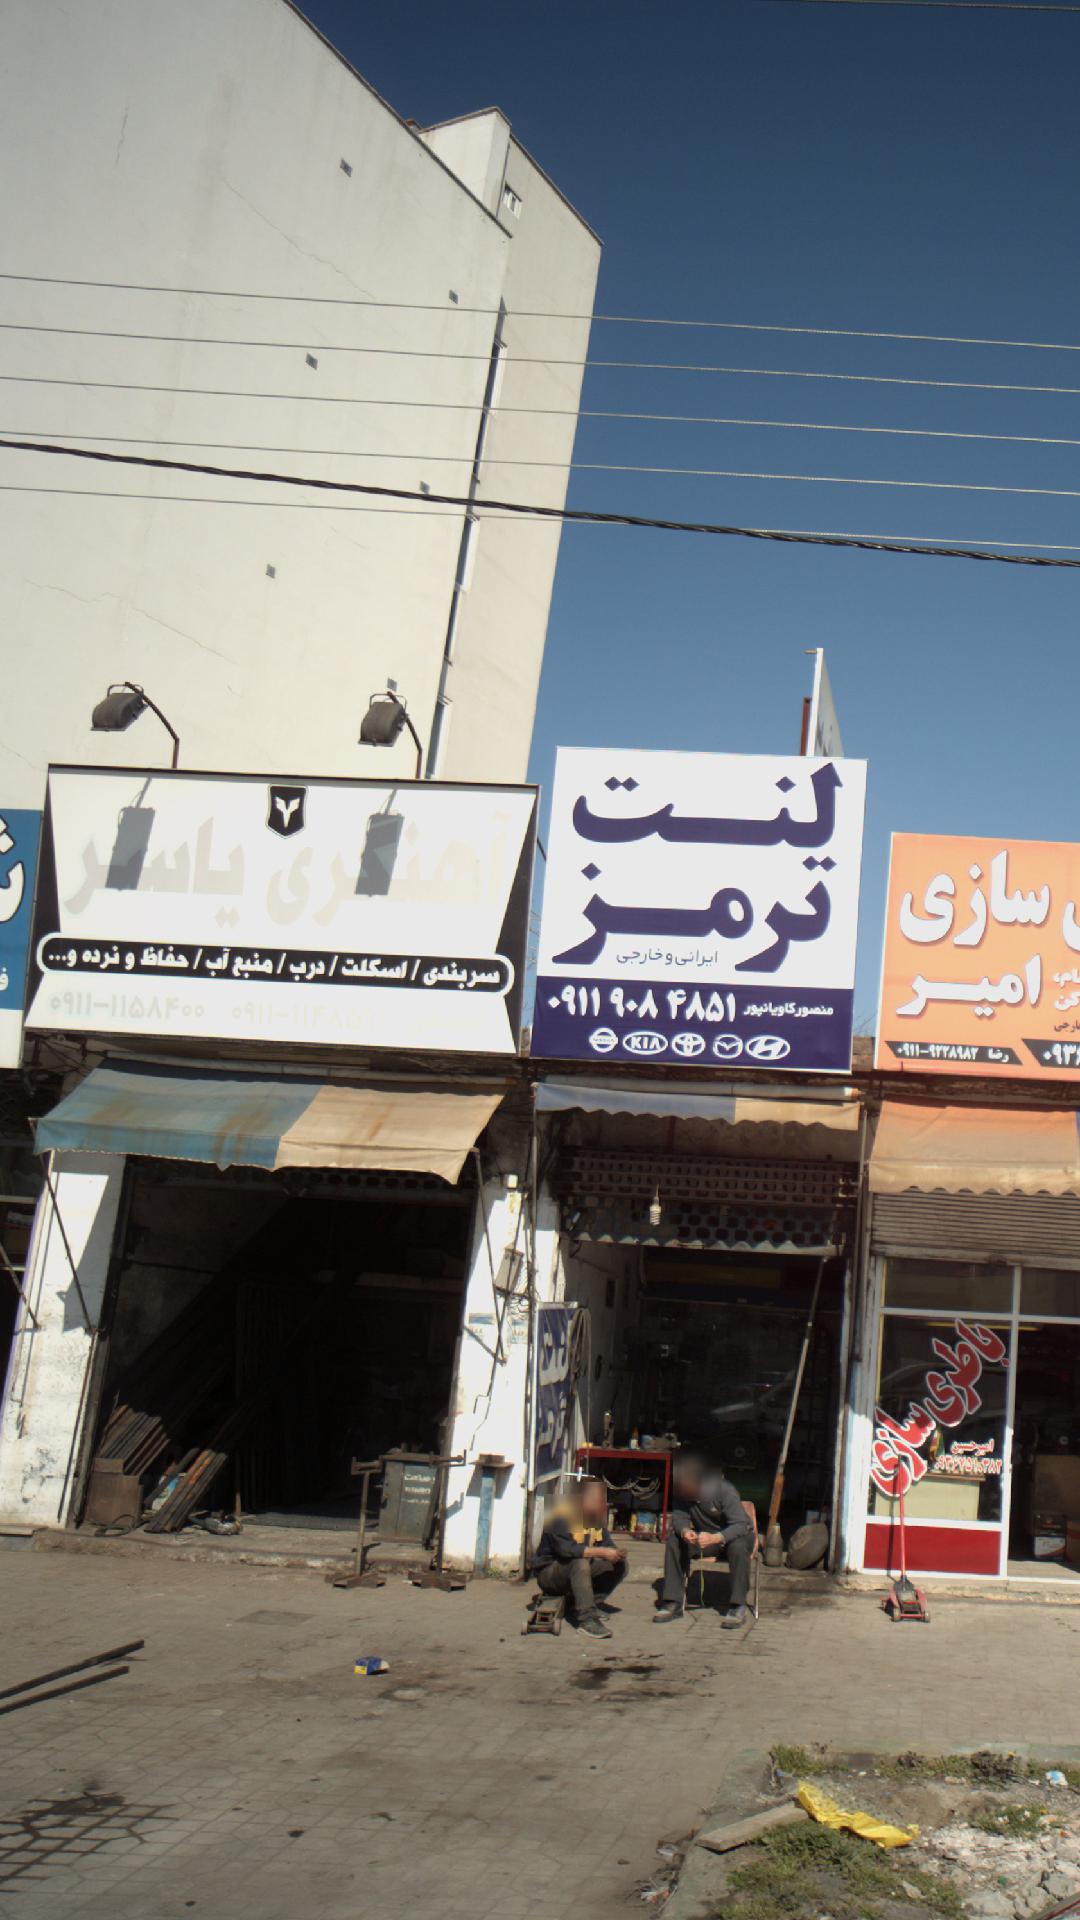 آهنگری یاسر
سربندی / اسکلت / درب / منبع آب / حفاظ و نرده و...
۰۹۱۱-۱۱۵۸۴۰۰
لنت
ترمز
ایرانی و خارجی
منصور کاویانپور ۰۹۱۱ ۹۰۸ ۴۸۵۱
KIA
سازی
امیر
رضا ۰۹۱۱-۹۲۲۸۹۸۲
باطری سازی
امیرحسین